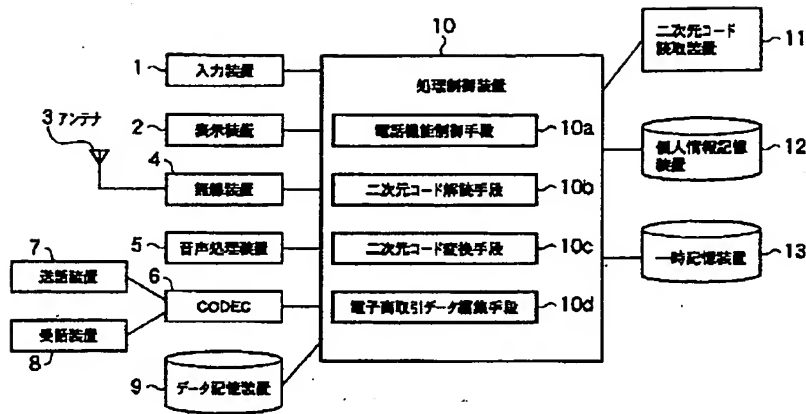 10
処理制御装置
1
入力装置
2
表示装置
3 アンテナ
4
無線装置
5
音声処理装置
6
CODEC
7
送話装置
8
受話装置
9
データ記憶装置
電話機能制御手段
10a
二次元コード解読手段
10b
二次元コード変換手段
10c
電子商取引データ編集手段
10d
二次元コード
読取装置
11
個人情報記憶
装置
12
一時記憶装置
13